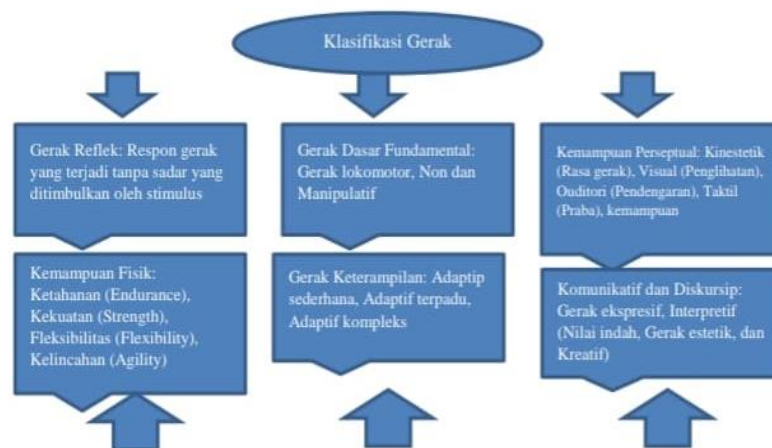 Klasifikasi Gerak
Gerak Reflek: Respon gerak
yang terjadi tanpa sadar yang
ditimbulkan oleh stimulus
Gerak Dasar Fundamental:
Gerak lokomotor, Non dan
Manipulatif
Kemampuan Perseptual: Kinestetik
(Rasa gerak), Visual (Penglihatan),
Ouditori (Pendengaran), Taktil
(Praba), kemampuan
Kemampuan Fisik:
Ketahanan (Endurance),
Kekuatan (Strength),
Fleksibilitas (Flexibility),
Kelincahan (Agility)
Gerak Keterampilan: Adaptip
sederhana, Adaptif terpadu,
Adaptif kompleks
Komunikatif dan Diskursip:
Gerak ekspresif, Interpretif
(Nilai indah, Gerak estetik, dan
Kreatif)